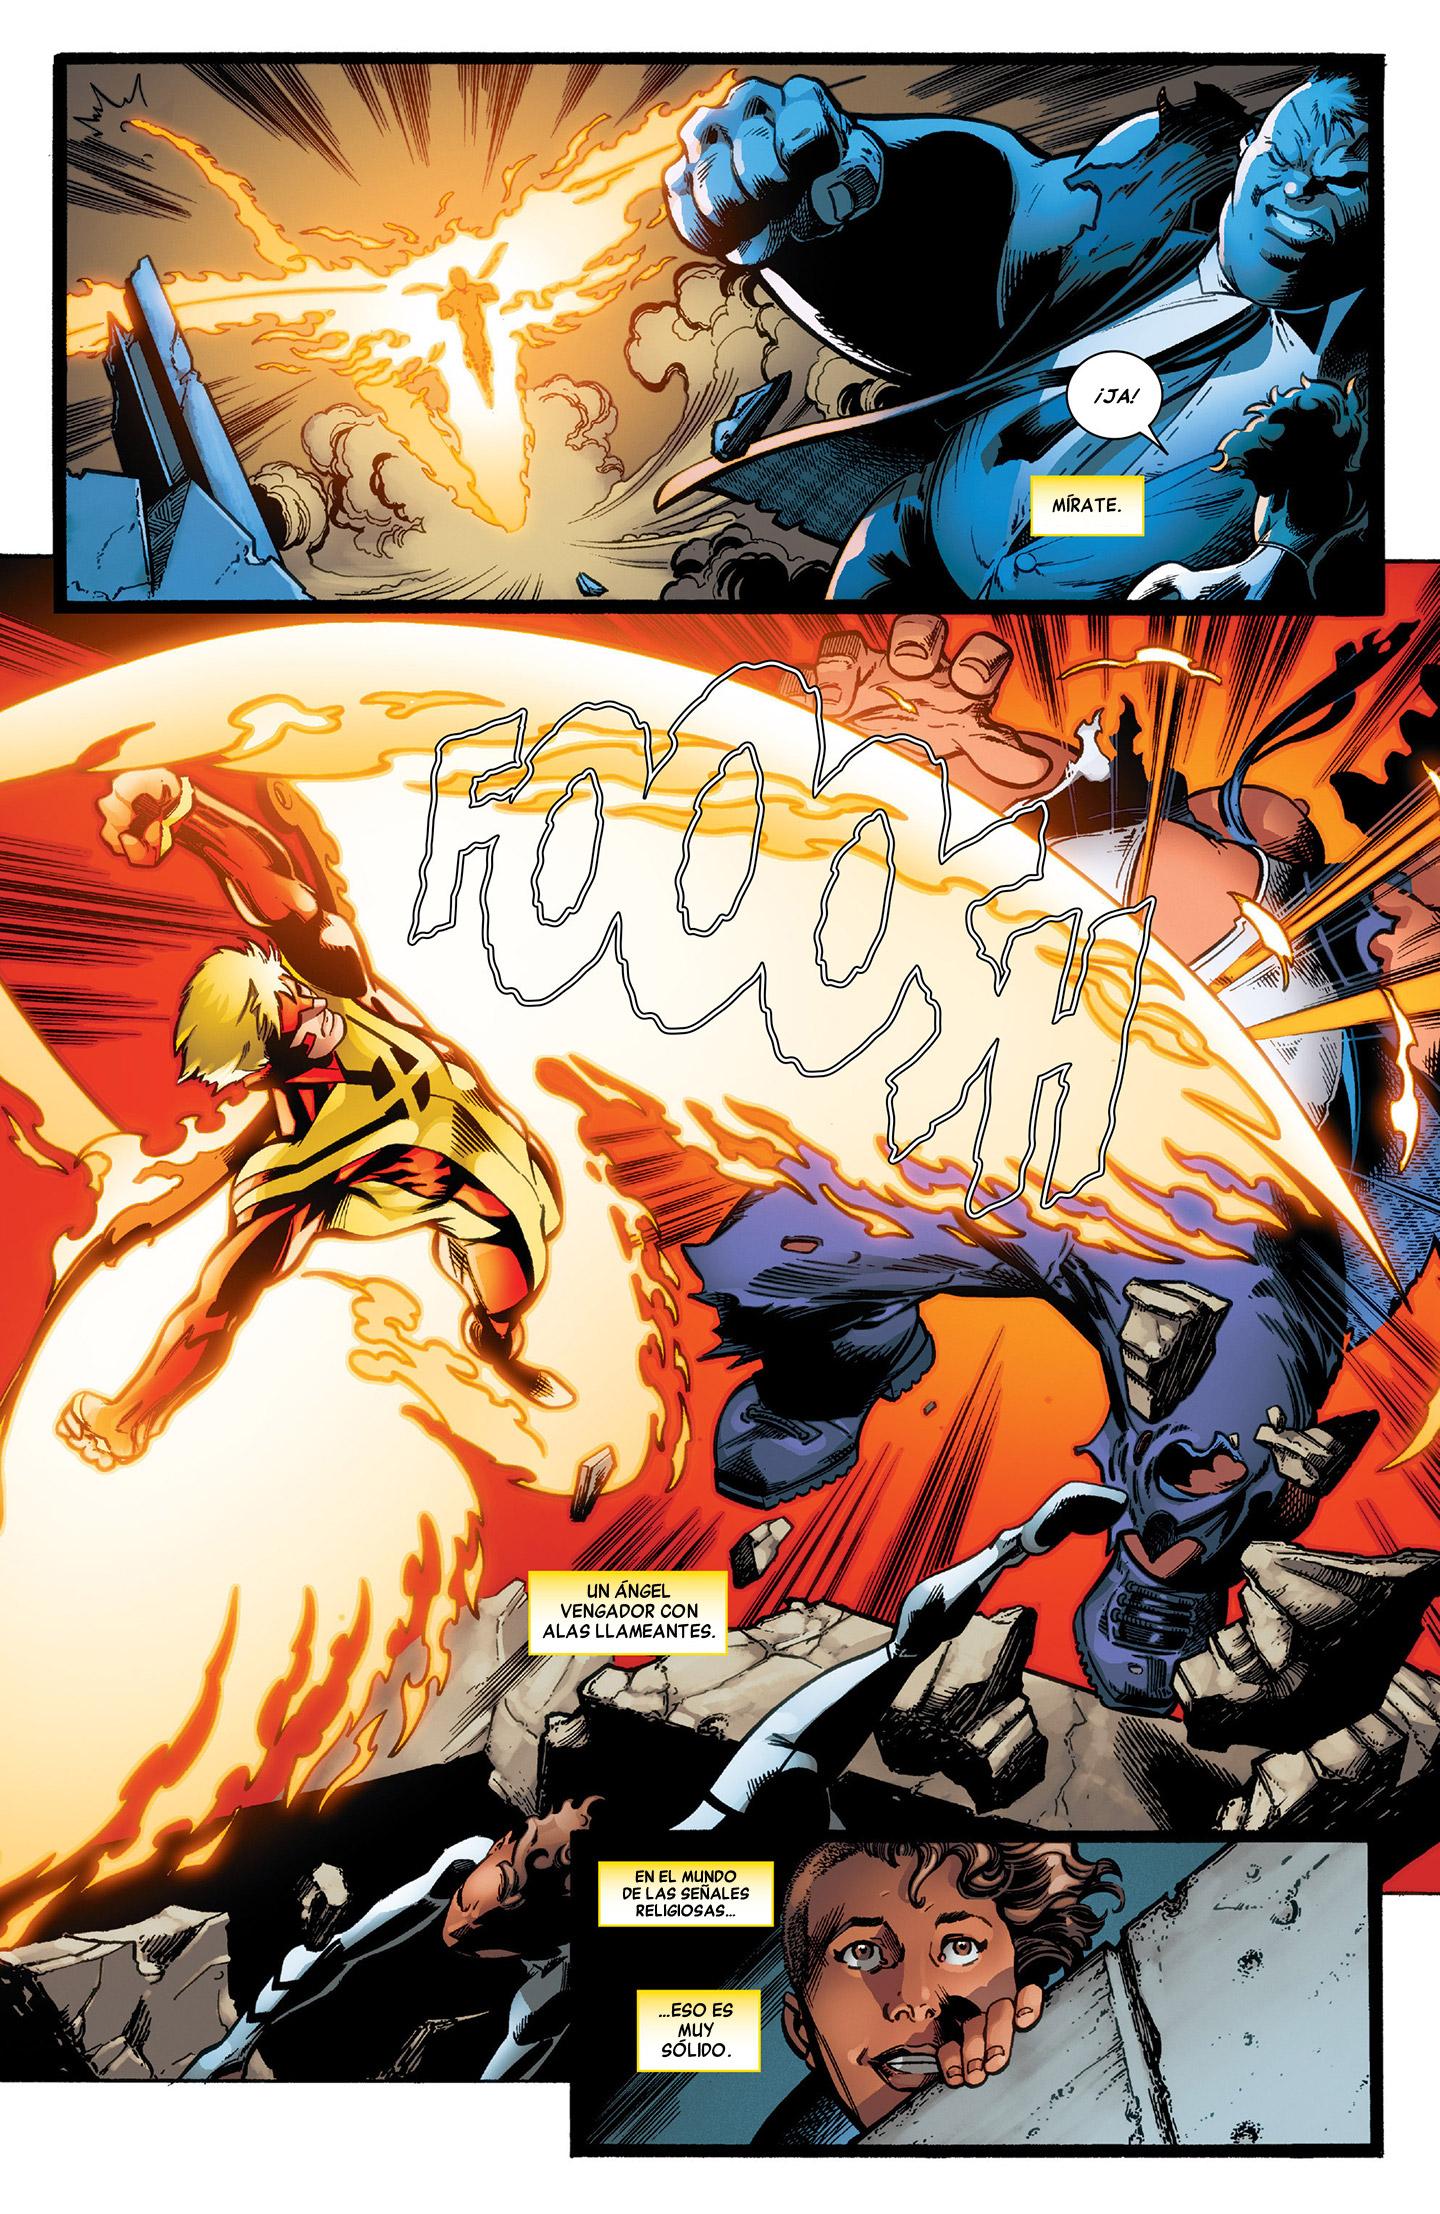 ¡JA!
MÍRATE.
FOOOSH
UN ÁNGEL
VENGADOR CON
ALAS LLAMEANTES.
EN EL MUNDO
DE LAS SEÑALES
RELIGIOSAS...
...ESO ES
MUY
SÓLIDO.